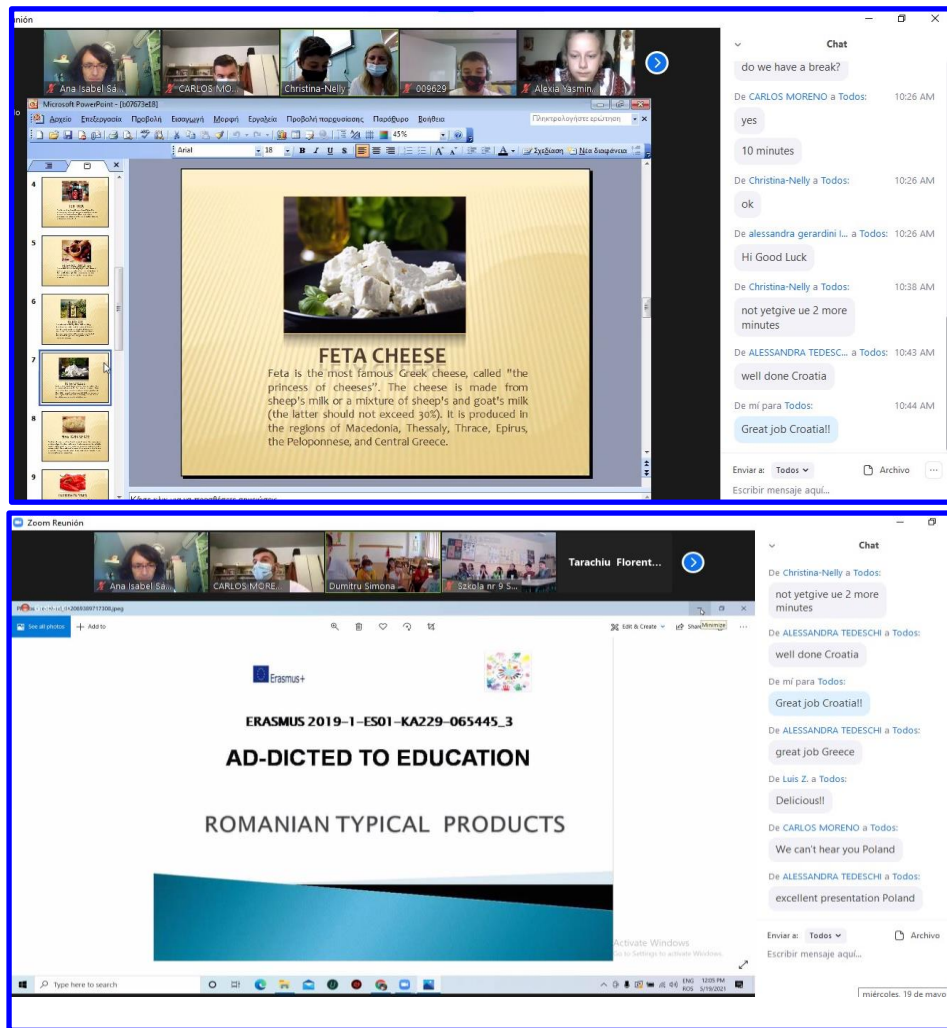 unión
Chat
do we have a break?
De CARLOS MORENO a Todos: 10:26 AM
yes
10 minutes
De Christina-Nelly a Todos: 10:26 AM
ok
De alessandra gerardini I... a Todos: 10:26 AM
Hi Good Luck
De Christina-Nelly a Todos: 10:38 AM
not yetgive ue 2 more
minutes
De ALESSANDRA TEDESC... a Todos: 10:43 AM
well done Croatia
De mí para Todos: 10:44 AM
Great job Croatia!!
Enviar a: Todos
Archivo
Escribir mensaje aquí...
Ana Isabel Sá...
CARLOS MO...
Christina-Nelly
009629
Alexia Yasmin...
Microsoft PowerPoint - [b07673e18]
Αρχείο Επεξεργασία Προβολή Εισαγωγή Μορφή Εργαλεία Προβολή παρουσίασης Παράθυρο Βοήθεια
Πληκτρολογήστε ερώτηση
45%
Arial 18
Σχεδίαση Νέα διαφάνεια
4
5
6
7
8
9
FETA CHEESE
Feta is the most famous Greek cheese, called "the
princess of cheeses". The cheese is made from
sheep's milk or a mixture of sheep's and goat's milk
(the latter should not exceed 30%). It is produced in
the regions of Macedonia, Thessaly, Thrace, Epirus,
the Peloponnese, and Central Greece.
Zoom Reunión
Ana Isabel Sá...
CARLOS MORE...
Dumitru Simona
Szkola nr 9 S...
Tarachiu Florent...
See all photos
Add to
Edit & Create
Minimize
Erasmus+
ERASMUS 2019-1-ES01-KA229-065445_3
AD-DICTED TO EDUCATION
ROMANIAN TYPICAL PRODUCTS
Activate Windows
Go to Settings to activate Windows.
Type here to search
ENG 12:05 PM
5/19/2021
Chat
De Christina-Nelly a Todos:
not yetgive ue 2 more
minutes
De ALESSANDRA TEDESCHI a Todos:
well done Croatia
De mí para Todos:
Great job Croatia!!
De ALESSANDRA TEDESCHI a Todos:
great job Greece
De Luis Z. a Todos:
Delicious!!
De CARLOS MORENO a Todos:
We can't hear you Poland
De ALESSANDRA TEDESCHI a Todos:
excellent presentation Poland
Enviar a: Todos
Archivo
Escribir mensaje aquí...
miércoles, 19 de mayo